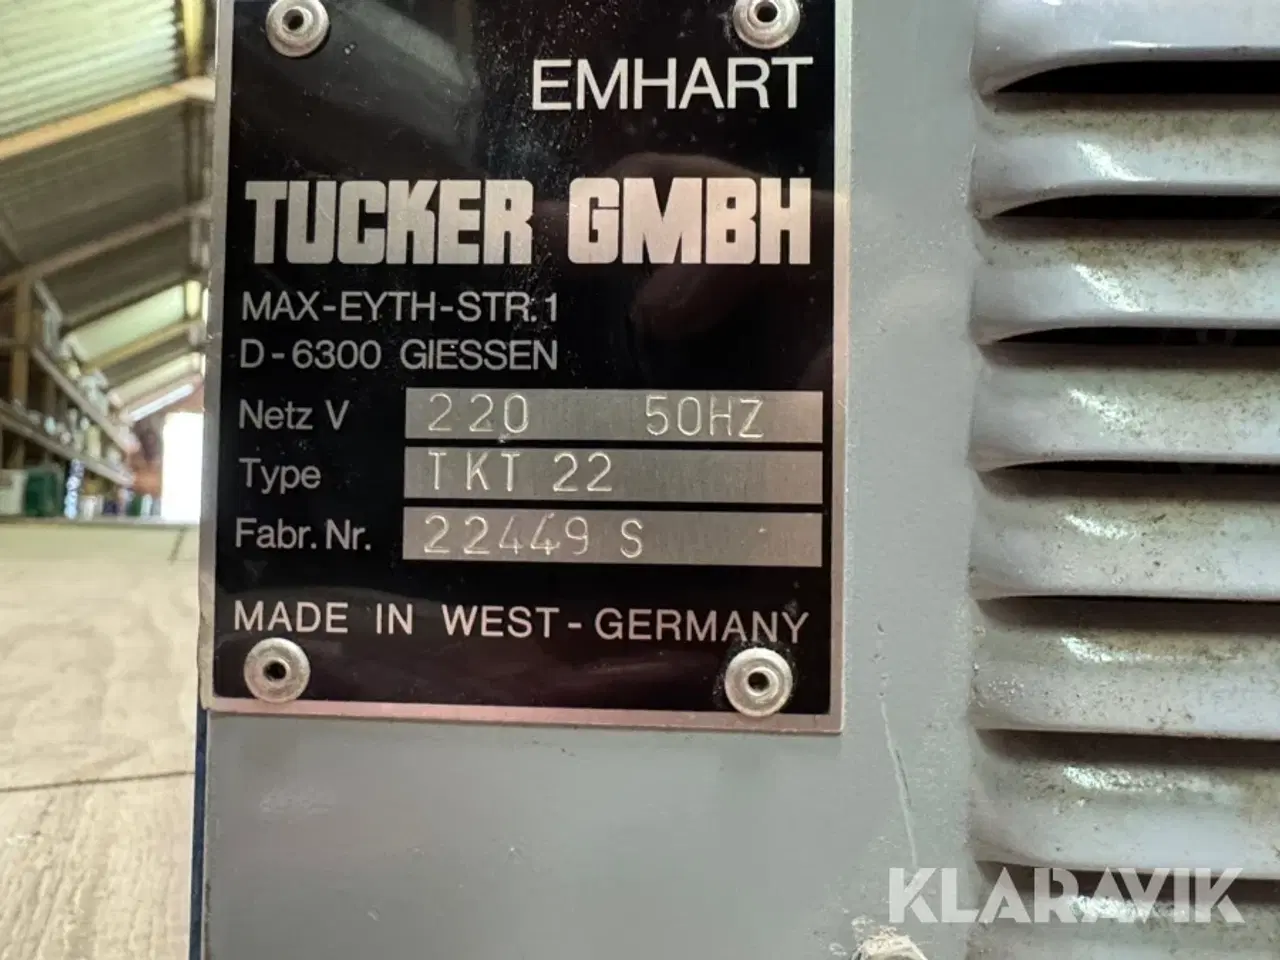 EMHART
TUCKER GMBH
MAX-EYTH-STR.1
D-6300 GIESSEN
Netz V 220 50HZ
Type TKT 22
Fabr. Nr. 22449 S
MADE IN WEST-GERMANY
KLARAVIK